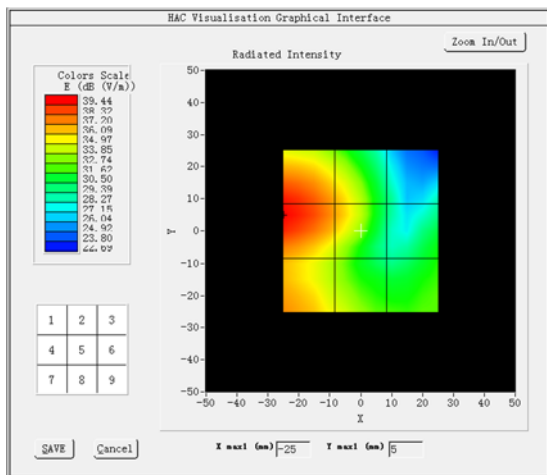 HAC Visualisation Graphical Interface
Zoom In/Out
Radiated Intensity
Colors Scale
E (dB (V/m))
39.44
38.32
37.20
36.09
34.97
33.85
32.74
31.62
30.50
29.39
28.27
27.15
26.04
24.92
23.80
22.69
50
40
30
20
10
0
-10
-20
-30
-40
-50
Y
-50 -40 -30 -20 -10 0 10 20 30 40 50
X
1 2 3
4 5 6
7 8 9
SAVE Cancel
X max1 (mm) -25 Y max1 (mm) 5